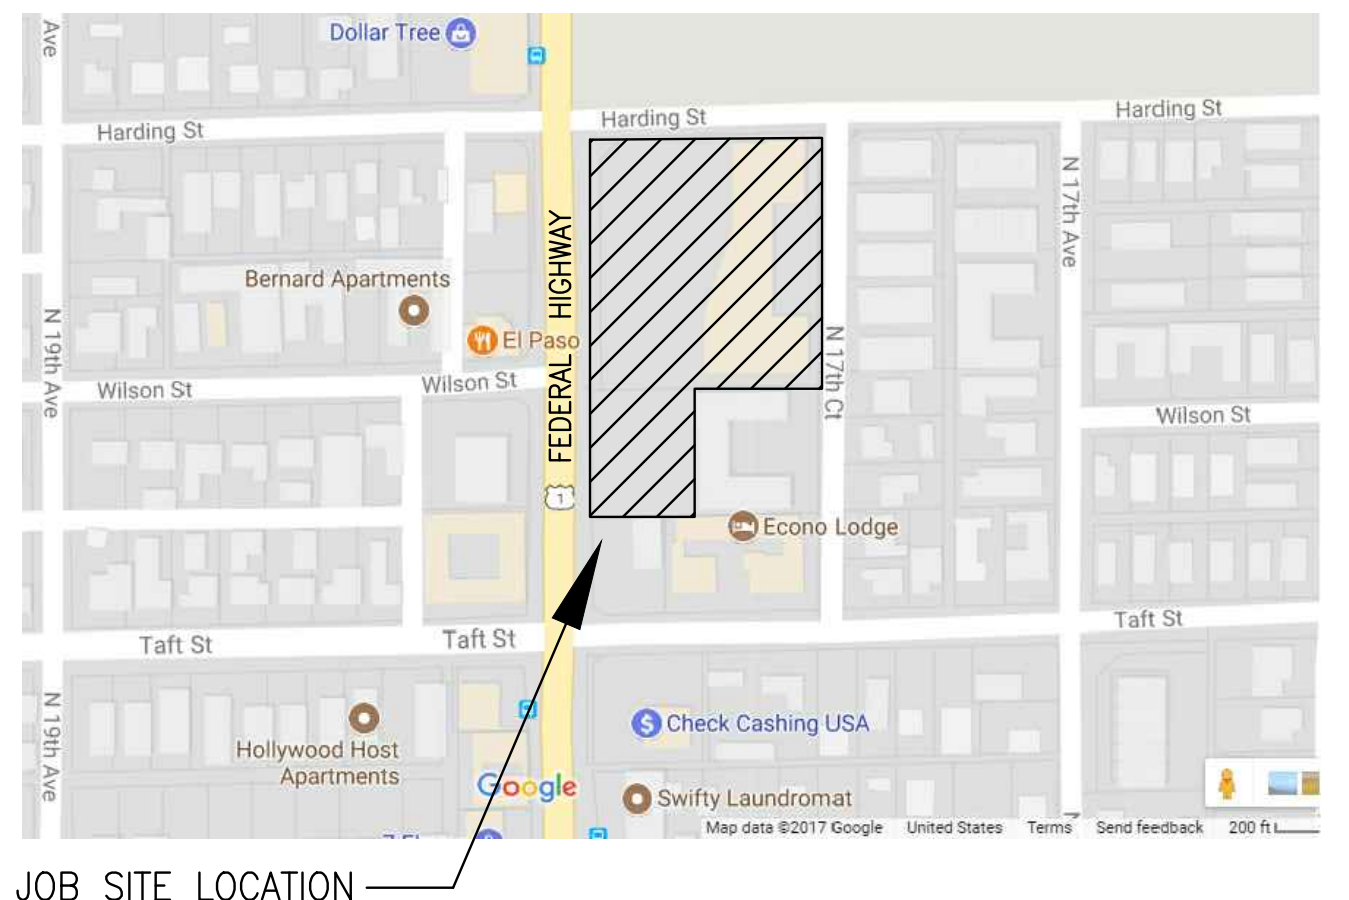 Ave
Dollar Tree
Harding St
Harding St
Harding St
N 17th Ave
FEDERAL HIGHWAY
Bernard Apartments
El Paso
N 19th Ave
N 17th Ct
Wilson St
Wilson St
Wilson St
1
Econo Lodge
Taft St
Taft St
Taft St
N 19th Ave
$ Check Cashing USA
Hollywood Host
Apartments
Google
Swifty Laundromat
Map data ©2017 Google United States Terms Send feedback 200 ft
JOB SITE LOCATION